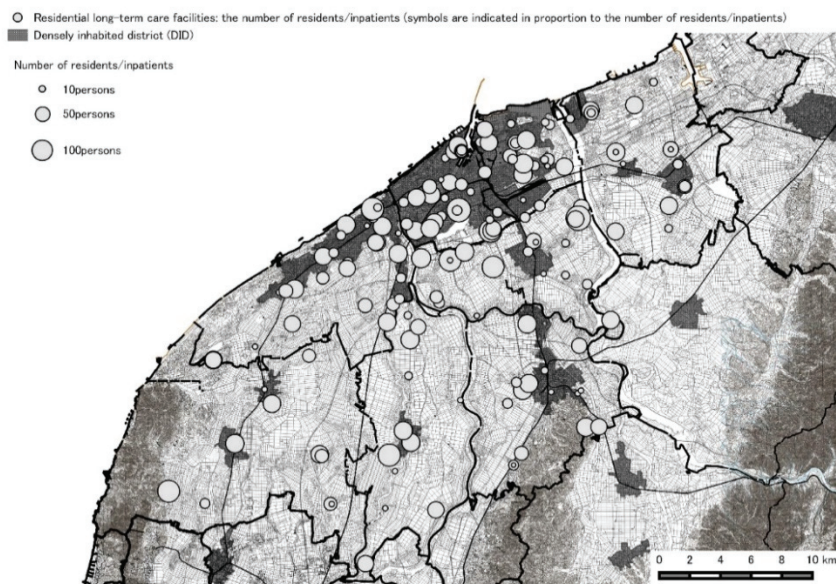 Residential long-term care facilities: the number of residents/inpatients (symbols are indicated in proportion to the number of residents/inpatients)
Densely inhabited district (DID)
Number of residents/inpatients
10persons
50persons
100persons
0 2 4 6 8 10 km